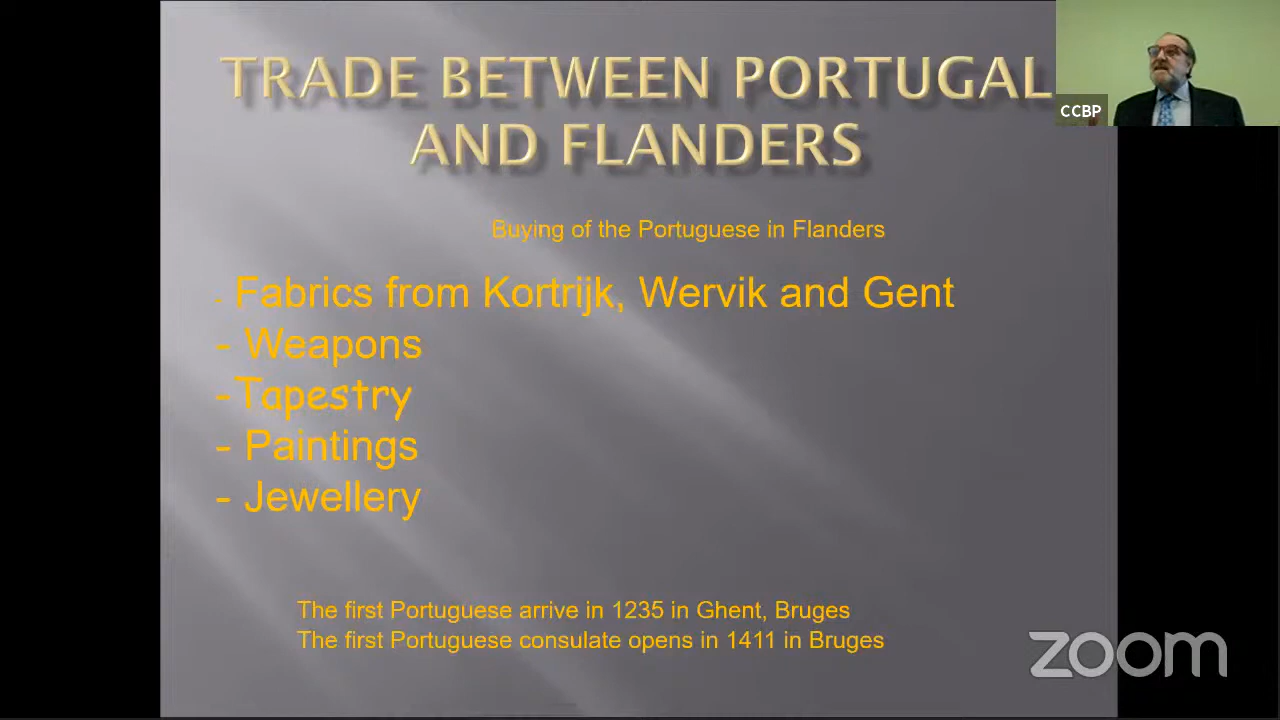 TRADE BETWEEN PORTUGAL
AND FLANDERS
CCBP
Buying of the Portuguese in Flanders
- Fabrics from Kortrijk, Wervik and Gent
- Weapons
-Tapestry
- Paintings
- Jewellery
The first Portuguese arrive in 1235 in Ghent, Bruges
The first Portuguese consulate opens in 1411 in Bruges
zoom